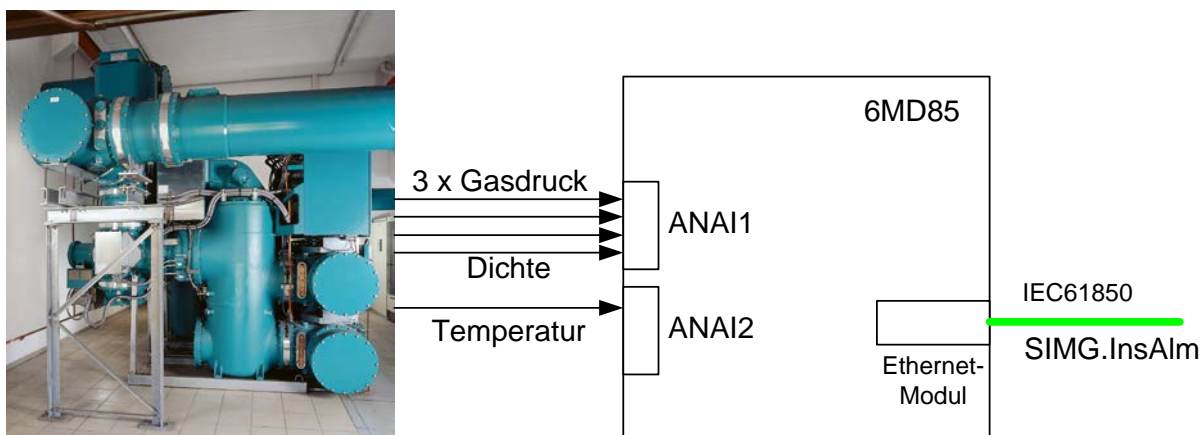 6MD85
3 x Gasdruck
ANAI1
Dichte
Temperatur
ANAI2
IEC61850
SIMG.InsAlm
Ethernet-
Modul